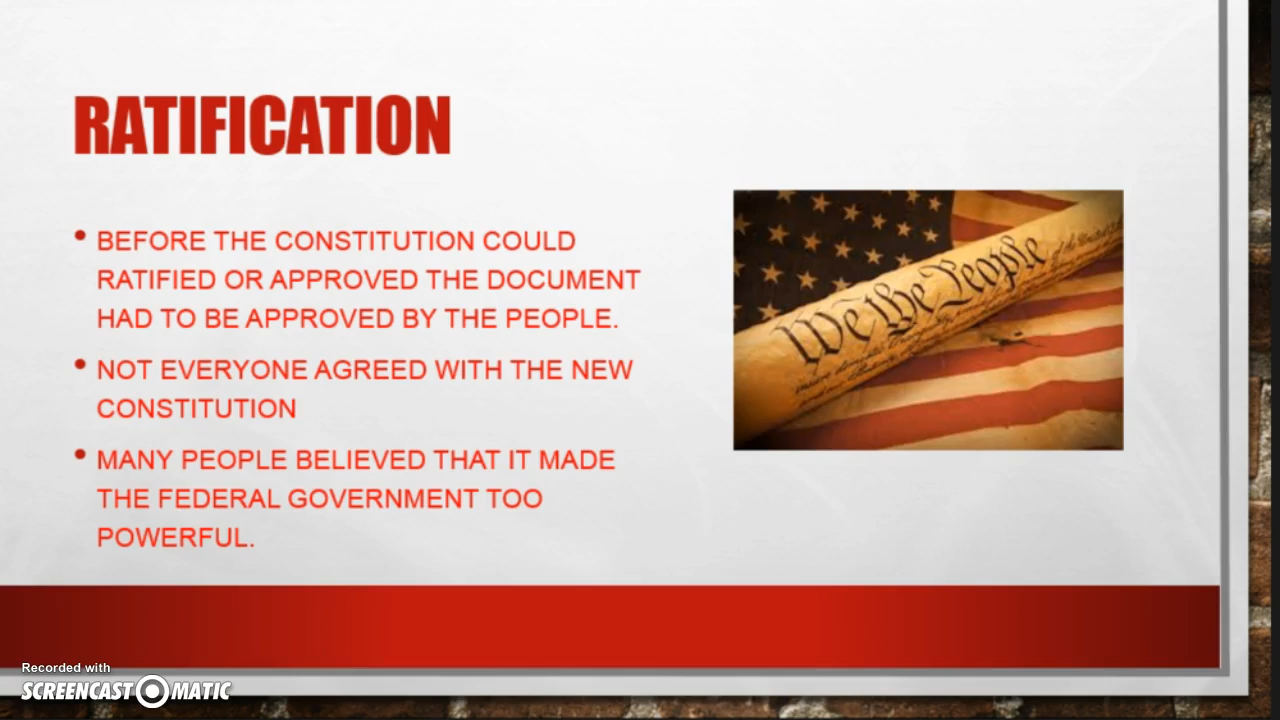 RATIFICATION
BEFORE THE CONSTITUTION COULD
RATIFIED OR APPROVED THE DOCUMENT
HAD TO BE APPROVED BY THE PEOPLE.
NOT EVERYONE AGREED WITH THE NEW
CONSTITUTION
MANY PEOPLE BELIEVED THAT IT MADE
THE FEDERAL GOVERNMENT TOO
POWERFUL.
We the People
Recorded with
SCREENCAST MATIC